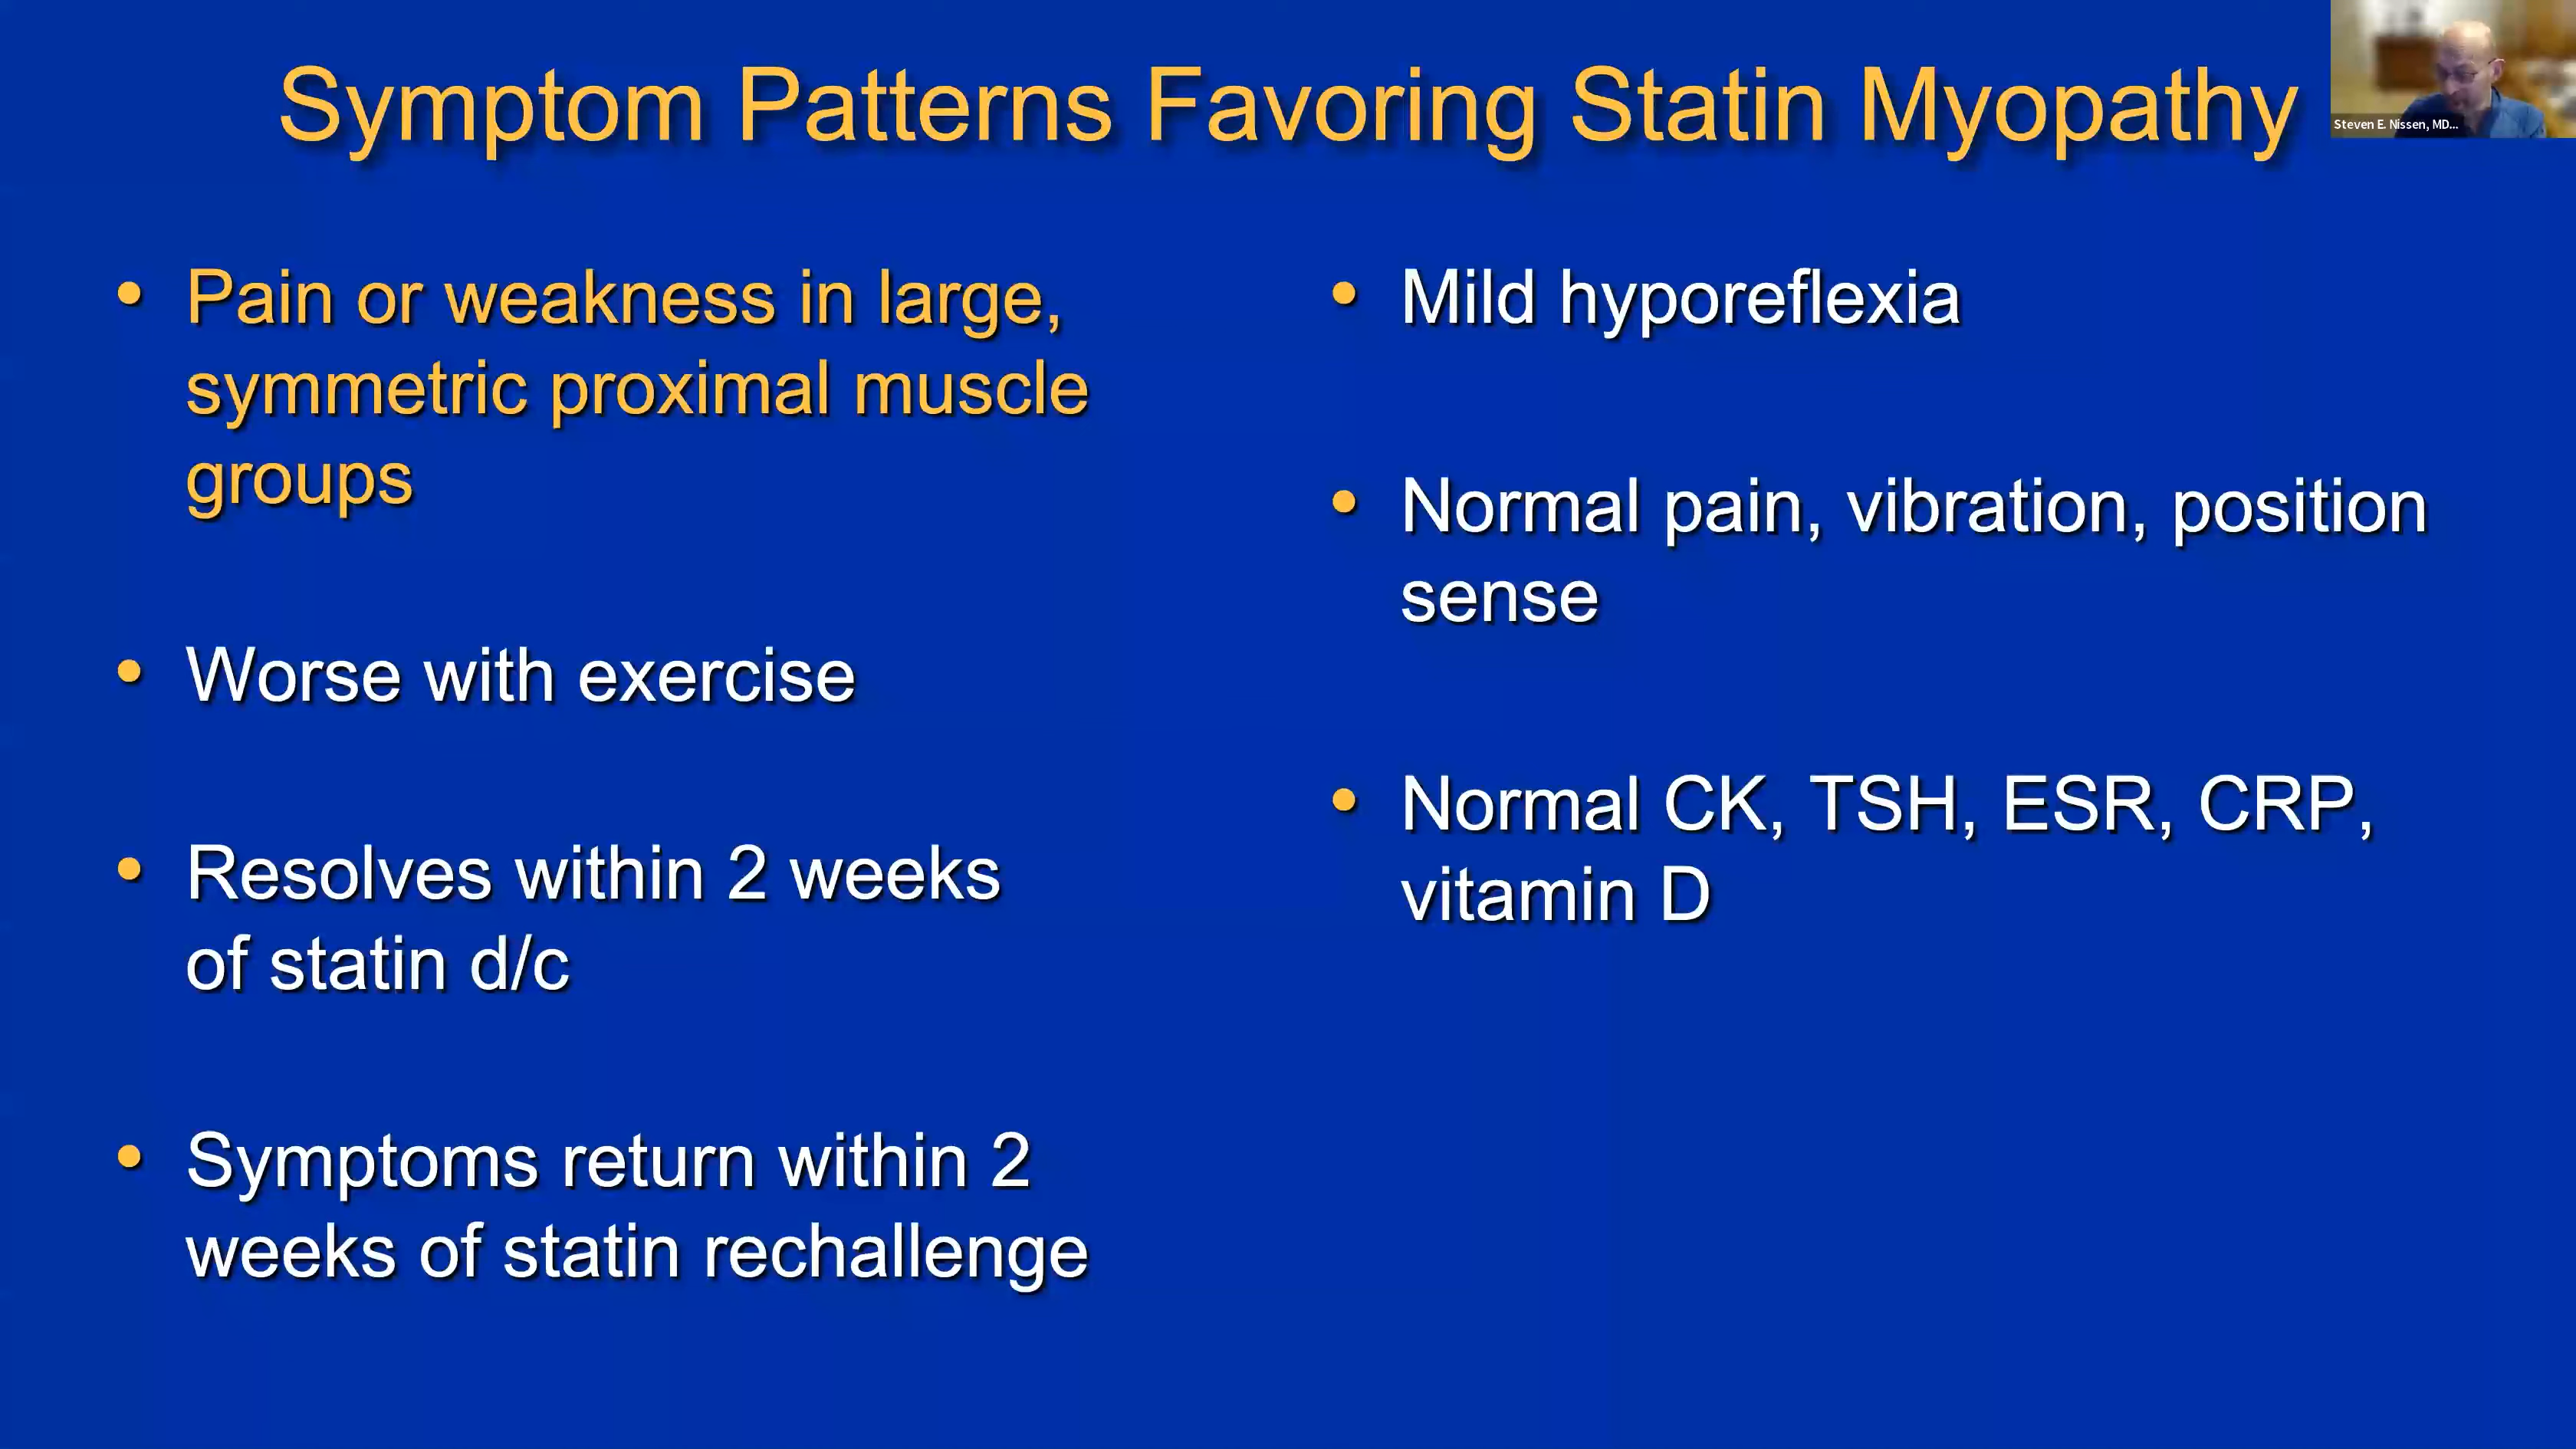 Symptom Patterns Favoring Statin Myopathy
Steven E. Nissen, MD...
• Pain or weakness in large,
symmetric proximal muscle
groups
• Worse with exercise
• Resolves within 2 weeks
of statin d/c
• Symptoms return within 2
weeks of statin rechallenge
• Mild hyporeflexia
• Normal pain, vibration, position
sense
• Normal CK, TSH, ESR, CRP,
vitamin D